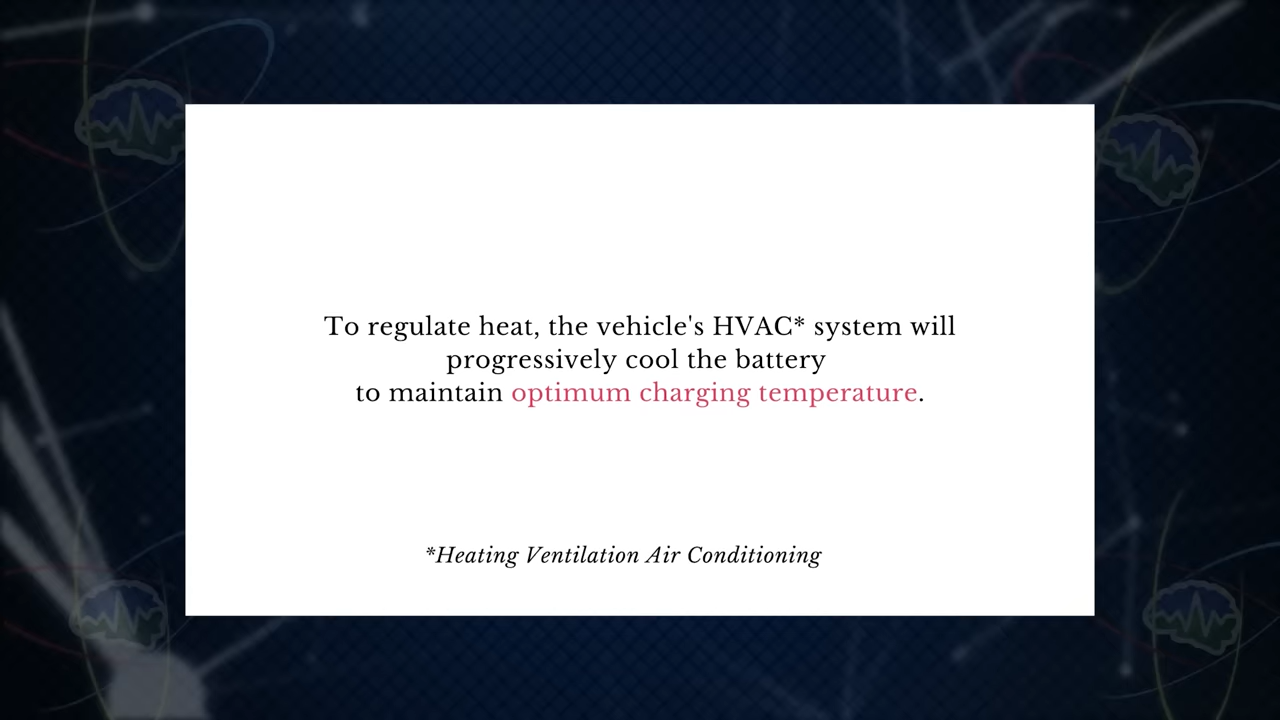 To regulate heat, the vehicle's HVAC* system will
progressively cool the battery
to maintain optimum charging temperature.
*Heating Ventilation Air Conditioning